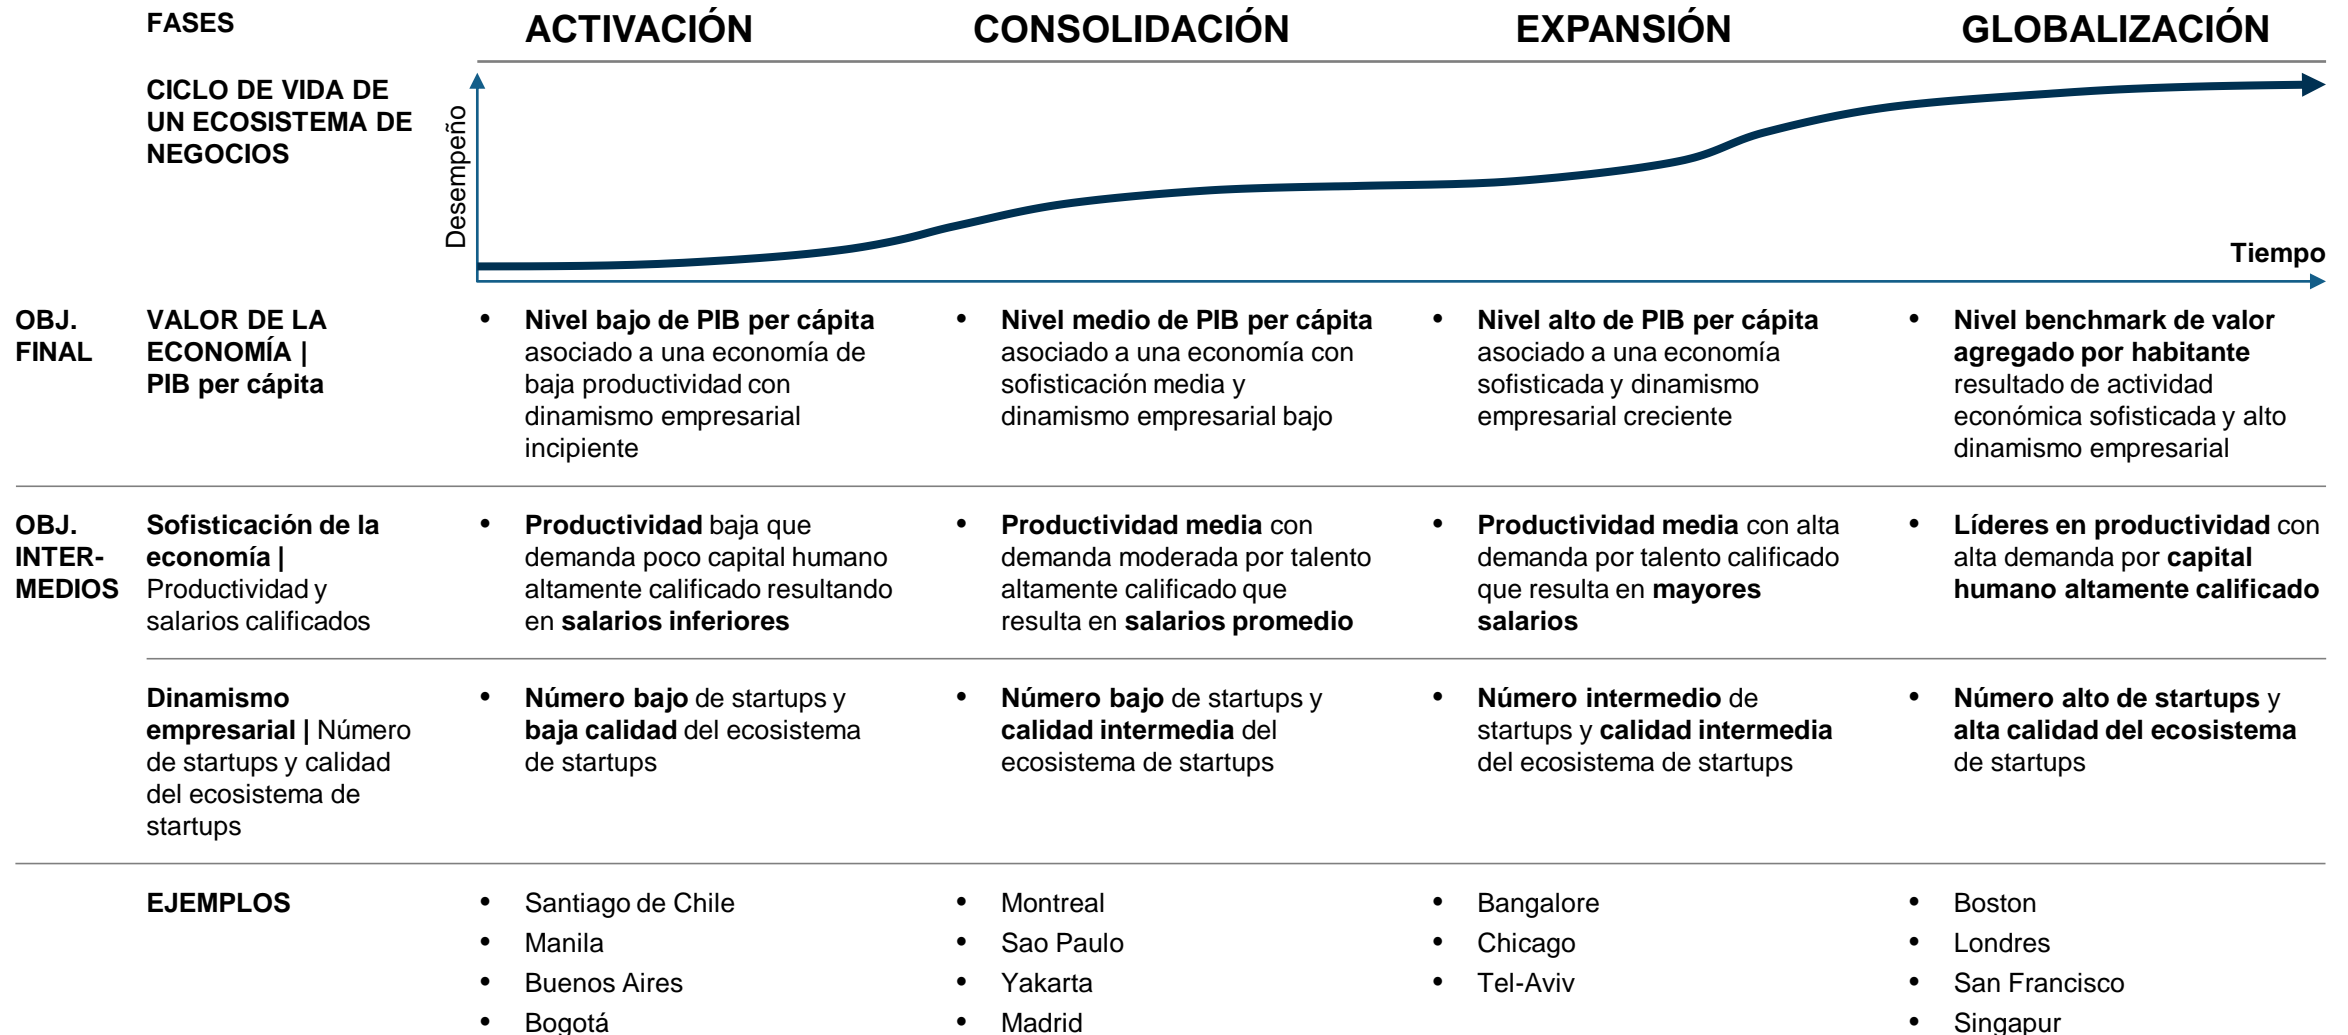 FASES
ACTIVACIÓN
CONSOLIDACIÓN
EXPANSIÓN
GLOBALIZACIÓN
CICLO DE VIDA DE
UN ECOSISTEMA DE
NEGOCIOS
Desempeño
Tiempo
OBJ.
FINAL
VALOR DE LA
ECONOMÍA |
PIB per cápita
• Nivel bajo de PIB per cápita
asociado a una economía de
baja productividad con
dinamismo empresarial
incipiente
• Nivel medio de PIB per cápita
asociado a una economía con
sofisticación media y
dinamismo empresarial bajo
• Nivel alto de PIB per cápita
asociado a una economía
sofisticada y dinamismo
empresarial creciente
• Nivel benchmark de valor
agregado por habitante
resultado de actividad
económica sofisticada y alto
dinamismo empresarial
OBJ.
INTER-
MEDIOS
Sofisticación de la
economía |
Productividad y
salarios calificados
• Productividad baja que
demanda poco capital humano
altamente calificado resultando
en salarios inferiores
• Productividad media con
demanda moderada por talento
altamente calificado que
resulta en salarios promedio
• Productividad media con alta
demanda por talento calificado
que resulta en mayores
salarios
• Líderes en productividad con
alta demanda por capital
humano altamente calificado
Dinamismo
empresarial | Número
de startups y calidad
del ecosistema de
startups
• Número bajo de startups y
baja calidad del ecosistema
de startups
• Número bajo de startups y
calidad intermedia del
ecosistema de startups
• Número intermedio de
startups y calidad intermedia
del ecosistema de startups
• Número alto de startups y
alta calidad del ecosistema
de startups
EJEMPLOS
• Santiago de Chile
• Manila
• Buenos Aires
• Bogotá
• Montreal
• Sao Paulo
• Yakarta
• Madrid
• Bangalore
• Chicago
• Tel-Aviv
• Boston
• Londres
• San Francisco
• Singapur